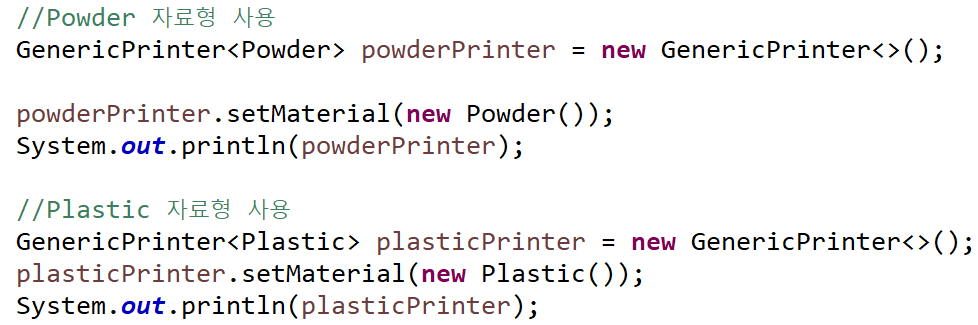 //Powder 자료형 사용
GenericPrinter<Powder> powderPrinter = new GenericPrinter<>();
powderPrinter.setMaterial(new Powder());
System.out.println(powderPrinter);
//Plastic 자료형 사용
GenericPrinter<Plastic> plasticPrinter = new GenericPrinter<>();
plasticPrinter.setMaterial(new Plastic());
System.out.println(plasticPrinter);